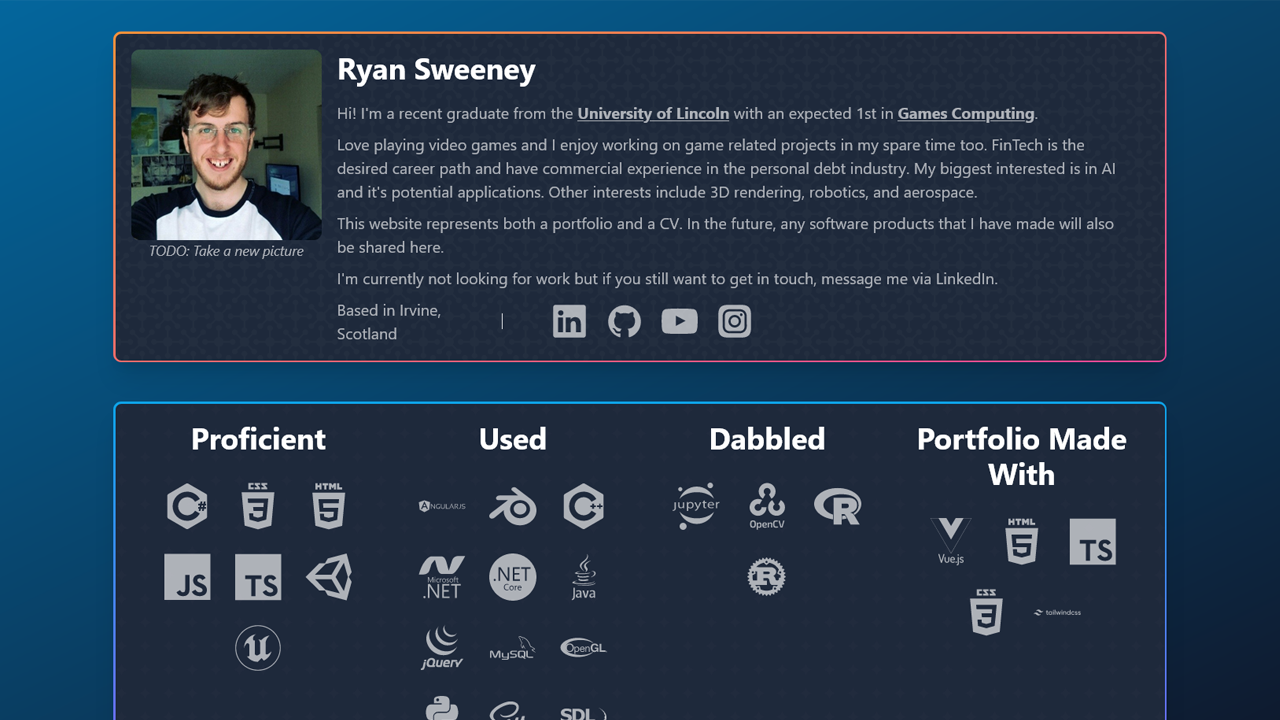 Ryan Sweeney
Hi! I'm a recent graduate from the University of Lincoln with an expected 1st in Games Computing.
Love playing video games and I enjoy working on game related projects in my spare time too. FinTech is the
desired career path and have commercial experience in the personal debt industry. My biggest interested is in AI
and it's potential applications. Other interests include 3D rendering, robotics, and aerospace.
This website represents both a portfolio and a CV. In the future, any software products that I have made will also
be shared here.
I'm currently not looking for work but if you still want to get in touch, message me via LinkedIn.
TODO: Take a new picture
Based in Irvine,
Scotland
in
Proficient
C#
CSS
3
HTML
5
JS
TS
U
Used
ANGULARJS
C++
Microsoft
.NET
.NET
Core
Java
jQuery
MySQL
OpenGL
SDL
Dabbled
jupyter
OpenCV
R
R
Portfolio Made
With
Vue.js
HTML
5
TS
CSS
3
tailwindcss